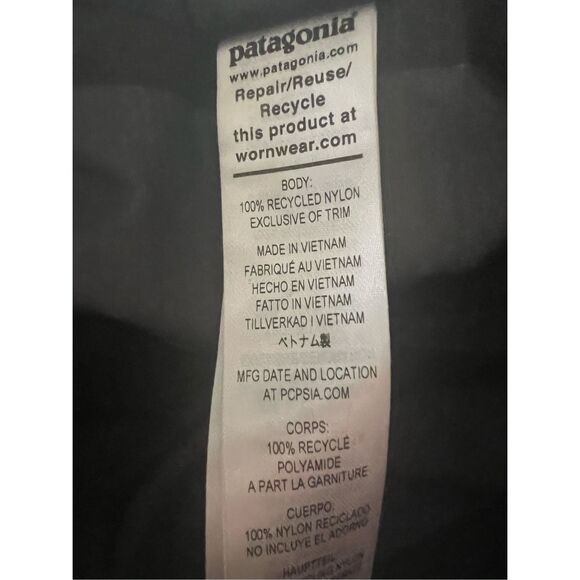 patagonia®
www.patagonia.com
Repair/Reuse/
Recycle
this product at
wornwear.com
BODY:
100% RECYCLED NYLON
EXCLUSIVE OF TRIM
MADE IN VIETNAM
FABRIQUÉ AU VIETNAM
HECHO EN VIETNAM
FATTO IN VIETNAM
TILLVERKAD I VIETNAM
ベトナム製
MFG DATE AND LOCATION
AT PCPSIA.COM
CORPS:
100% RECYCLÉ
POLYAMIDE
A PART LA GARNITURE
CUERPO:
100% NYLON RECICLADO
NO INCLUYE EL ADORNO
HAUPTTEIL: